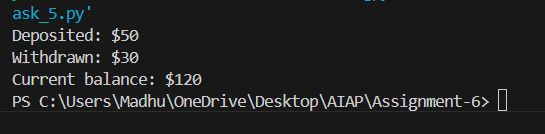 ask_5.py'
Deposited: $50
Withdrawn: $30
Current balance: $120
PS C:\Users\Madhu\OneDrive\Desktop\AIAP\Assignment-6>